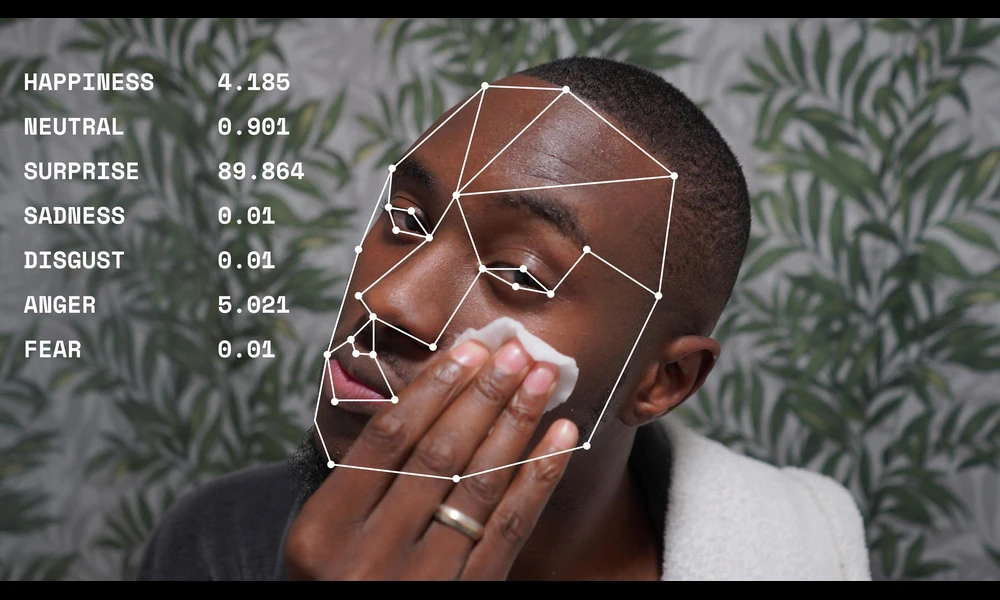 HAPPINESS 4.185
NEUTRAL 0.901
SURPRISE 89.864
SADNESS 0.01
DISGUST 0.01
ANGER 5.021
FEAR 0.01